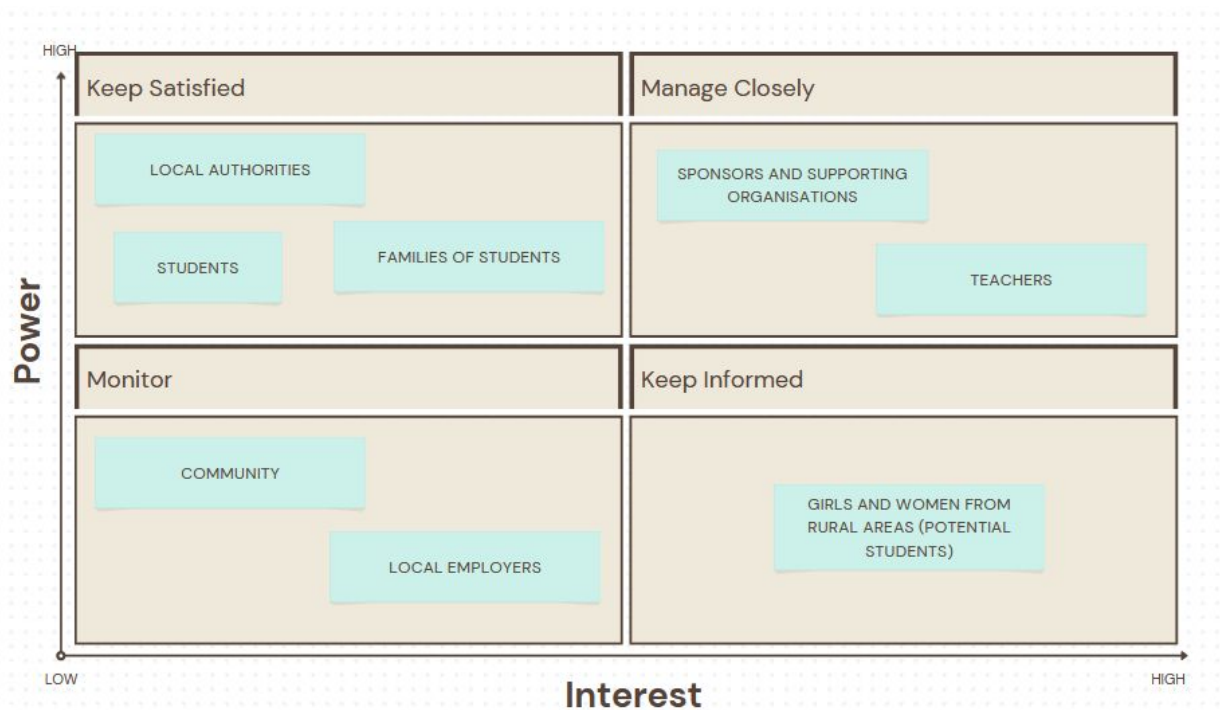 HIGH
Keep Satisfied
Manage Closely
LOCAL AUTHORITIES
SPONSORS AND SUPPORTING
ORGANISATIONS
STUDENTS
FAMILIES OF STUDENTS
TEACHERS
Power
Monitor
Keep Informed
COMMUNITY
LOCAL EMPLOYERS
GIRLS AND WOMEN FROM
RURAL AREAS (POTENTIAL
STUDENTS)
LOW
Interest
HIGH